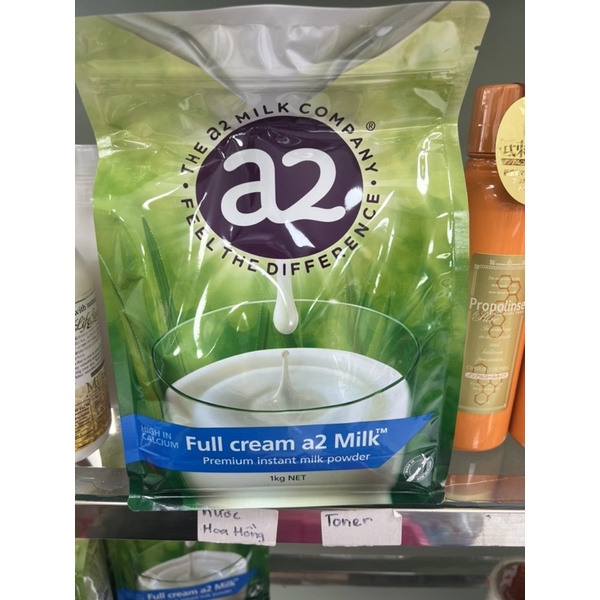 THE a2 MILK COMPANY
®
a2
FEEL THE DIFFERENCE
HIGH IN
CALCIUM
Full cream a2 Milk™
Premium instant milk powder
1kg NET
Propolinse
nước
Hoa Hồng
Toner
Full cream a2 Milk™